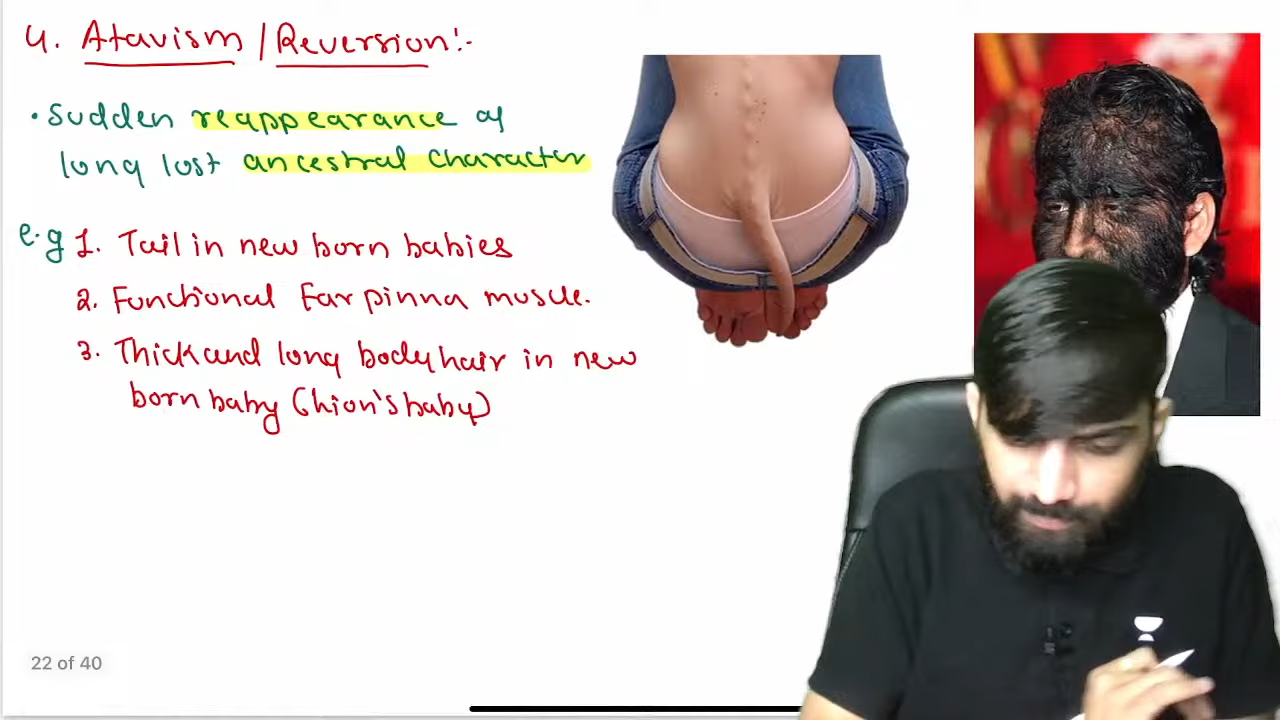 4. Atavism / Reversion :-
• Sudden reappearance of
long lost ancestral character
e.g 1. Tail in new born babies
2. Functional Ear pinna muscle.
3. Thick and long body hair in new
born baby (hion's baby)
22 of 40